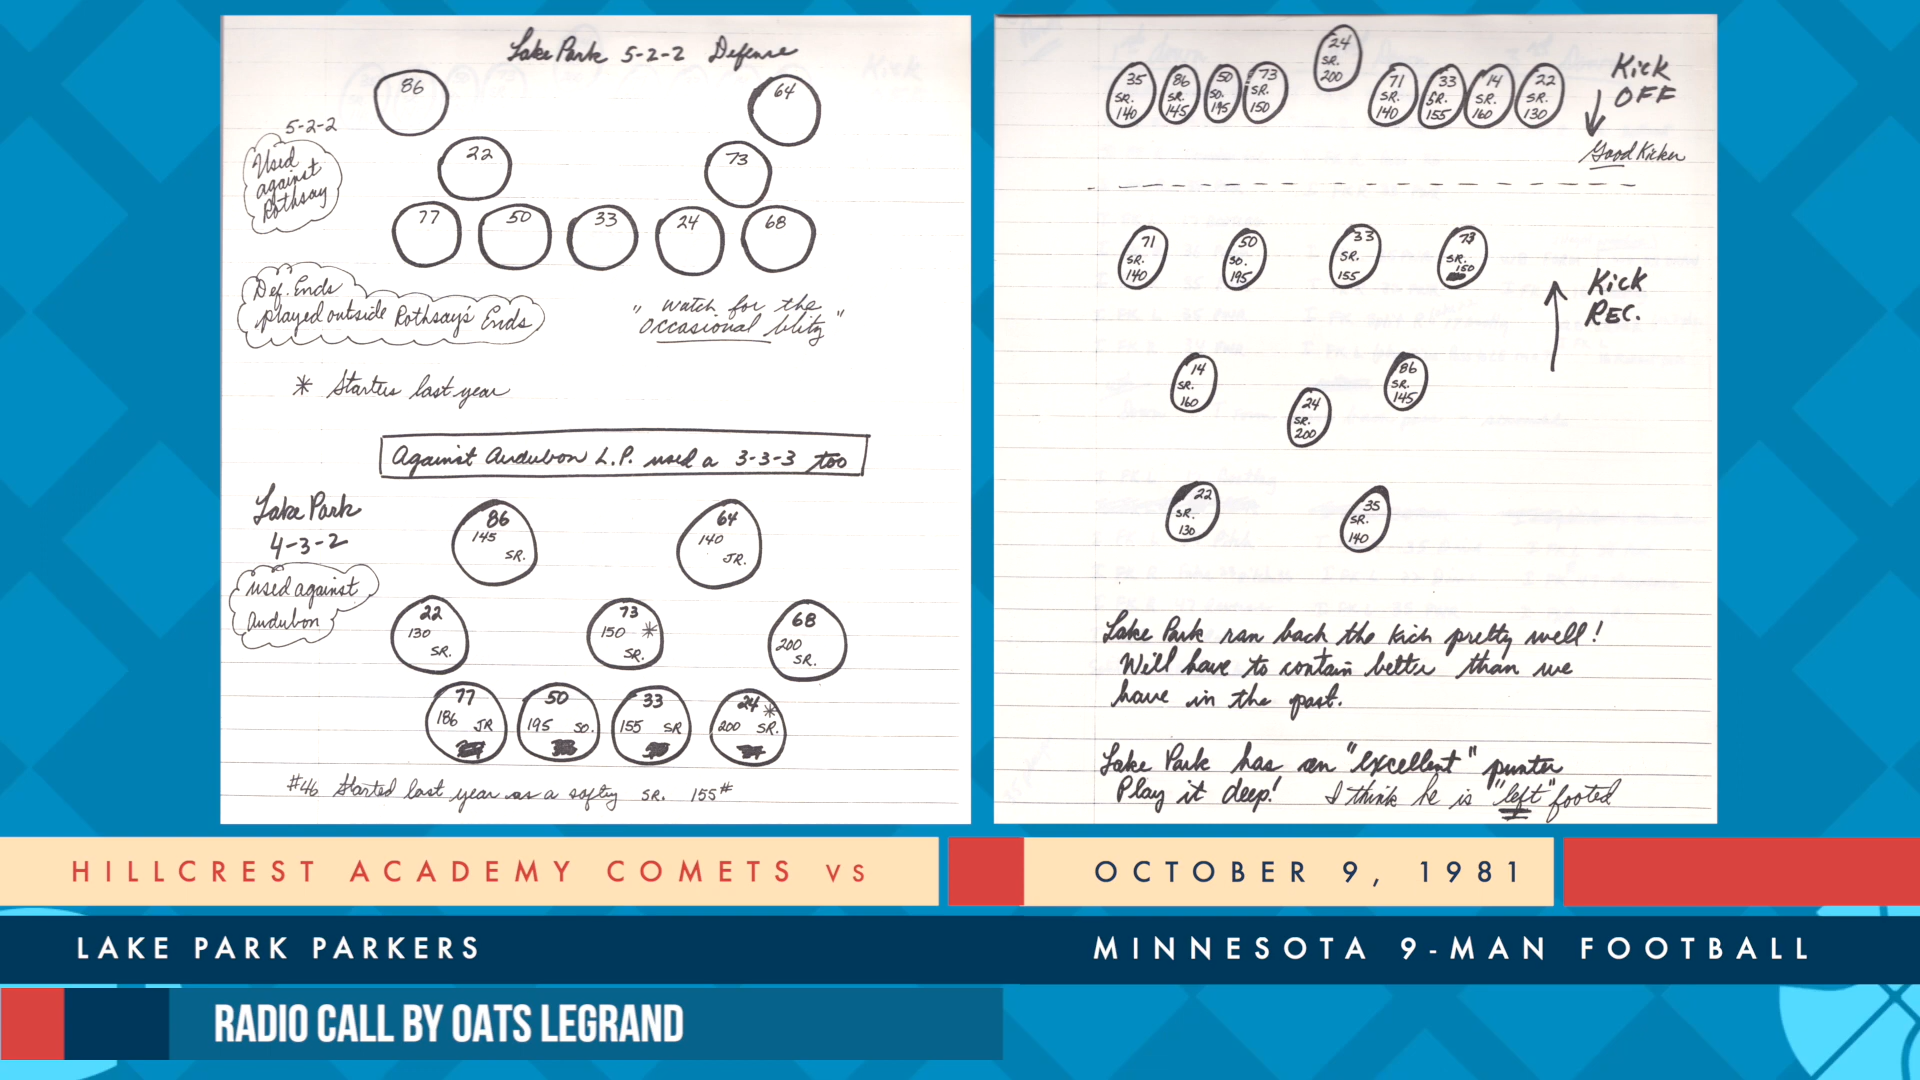 Lake Park 5-2-2 Defense
86
64
5-2-2
Used
against
Rothsay
22
73
77 50 33 24 68
Def. Ends
played outside Rothsay's Ends
"Watch for the
occasional blitz"
* Starters last year
Against Audubon L.P. used a 3-3-3 too
Lake Park
4-3-2
used against
Audubon
86
145
SR.
64
140
JR.
22
130
SR.
73
150 *
SR.
68
200
SR.
77
186 JR
50
195 SO.
33
155 SR
24 *
200 SR.
#46 Started last year as a safty SR. 155#
35
SR.
140
86
SR.
145
50
SO.
195
73
SR.
150
24
SR.
200
71
SR.
140
33
SR.
155
14
SR.
160
22
SR.
130
Kick
OFF
Good Kicker
71
SR.
140
50
SO.
195
33
SR.
155
73
SR.
150
Kick
REC.
14
SR.
160
24
SR.
200
86
SR.
145
22
SR.
130
35
SR.
140
Lake Park ran back the kick pretty well!
Will have to contain better than we
have in the past.
Lake Park has an "excellent" punter
Play it deep! I think he is "left" footed
HILLCREST ACADEMY COMETS VS
OCTOBER 9, 1981
LAKE PARK PARKERS
MINNESOTA 9-MAN FOOTBALL
RADIO CALL BY OATS LEGRAND